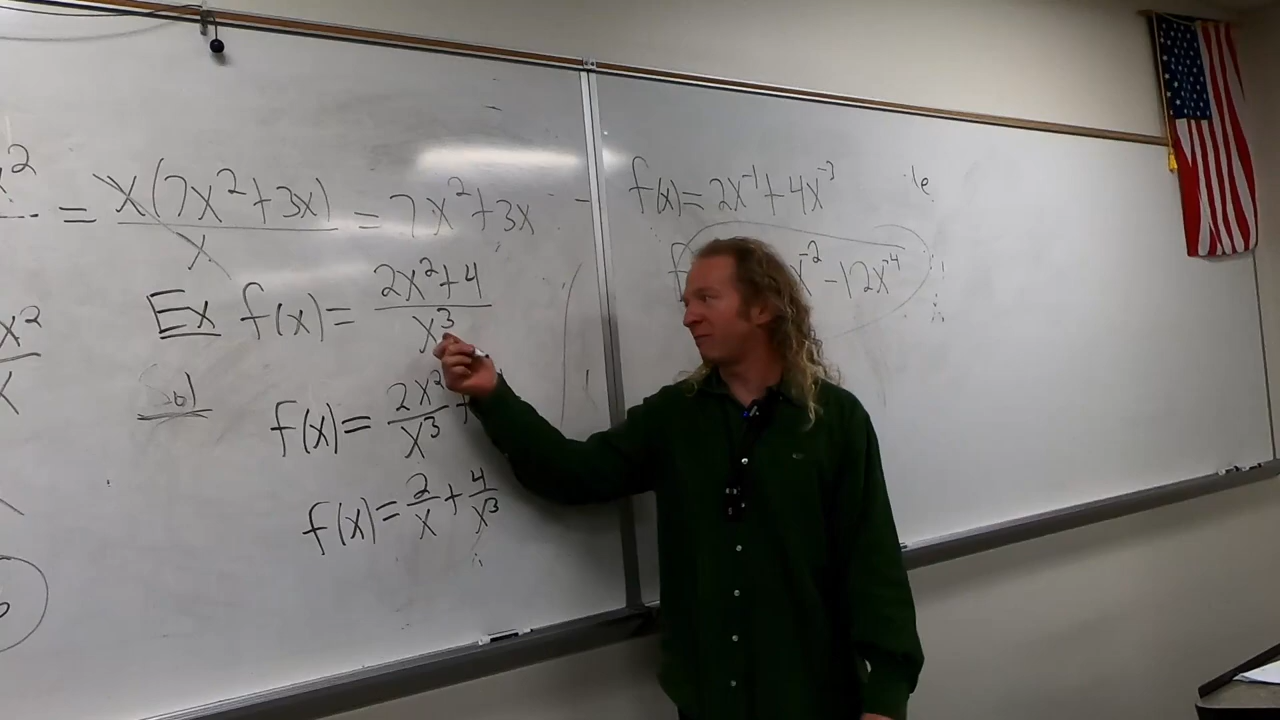 x² = x(7x²+3x)/x = 7x²+3x
Ex f(x)= (2x²+4)/x³
x²/x
Sol
f(x)= 2x²/x³ +
f(x)= 2/x + 4/x³
f(x)= 2x⁻¹+4x⁻³
f x⁻²-12x⁻⁴